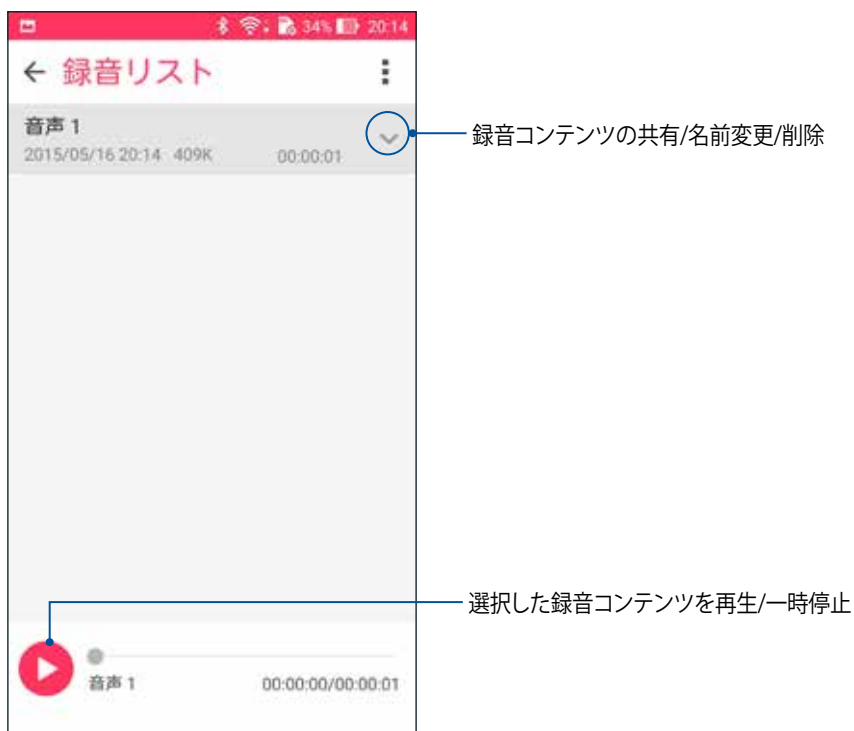 34% 20:14
録音リスト
音声 1
2015/05/16 20:14 409K 00:00:01
録音コンテンツの共有/名前変更/削除
選択した録音コンテンツを再生/一時停止
音声 1 00:00:00/00:00:01